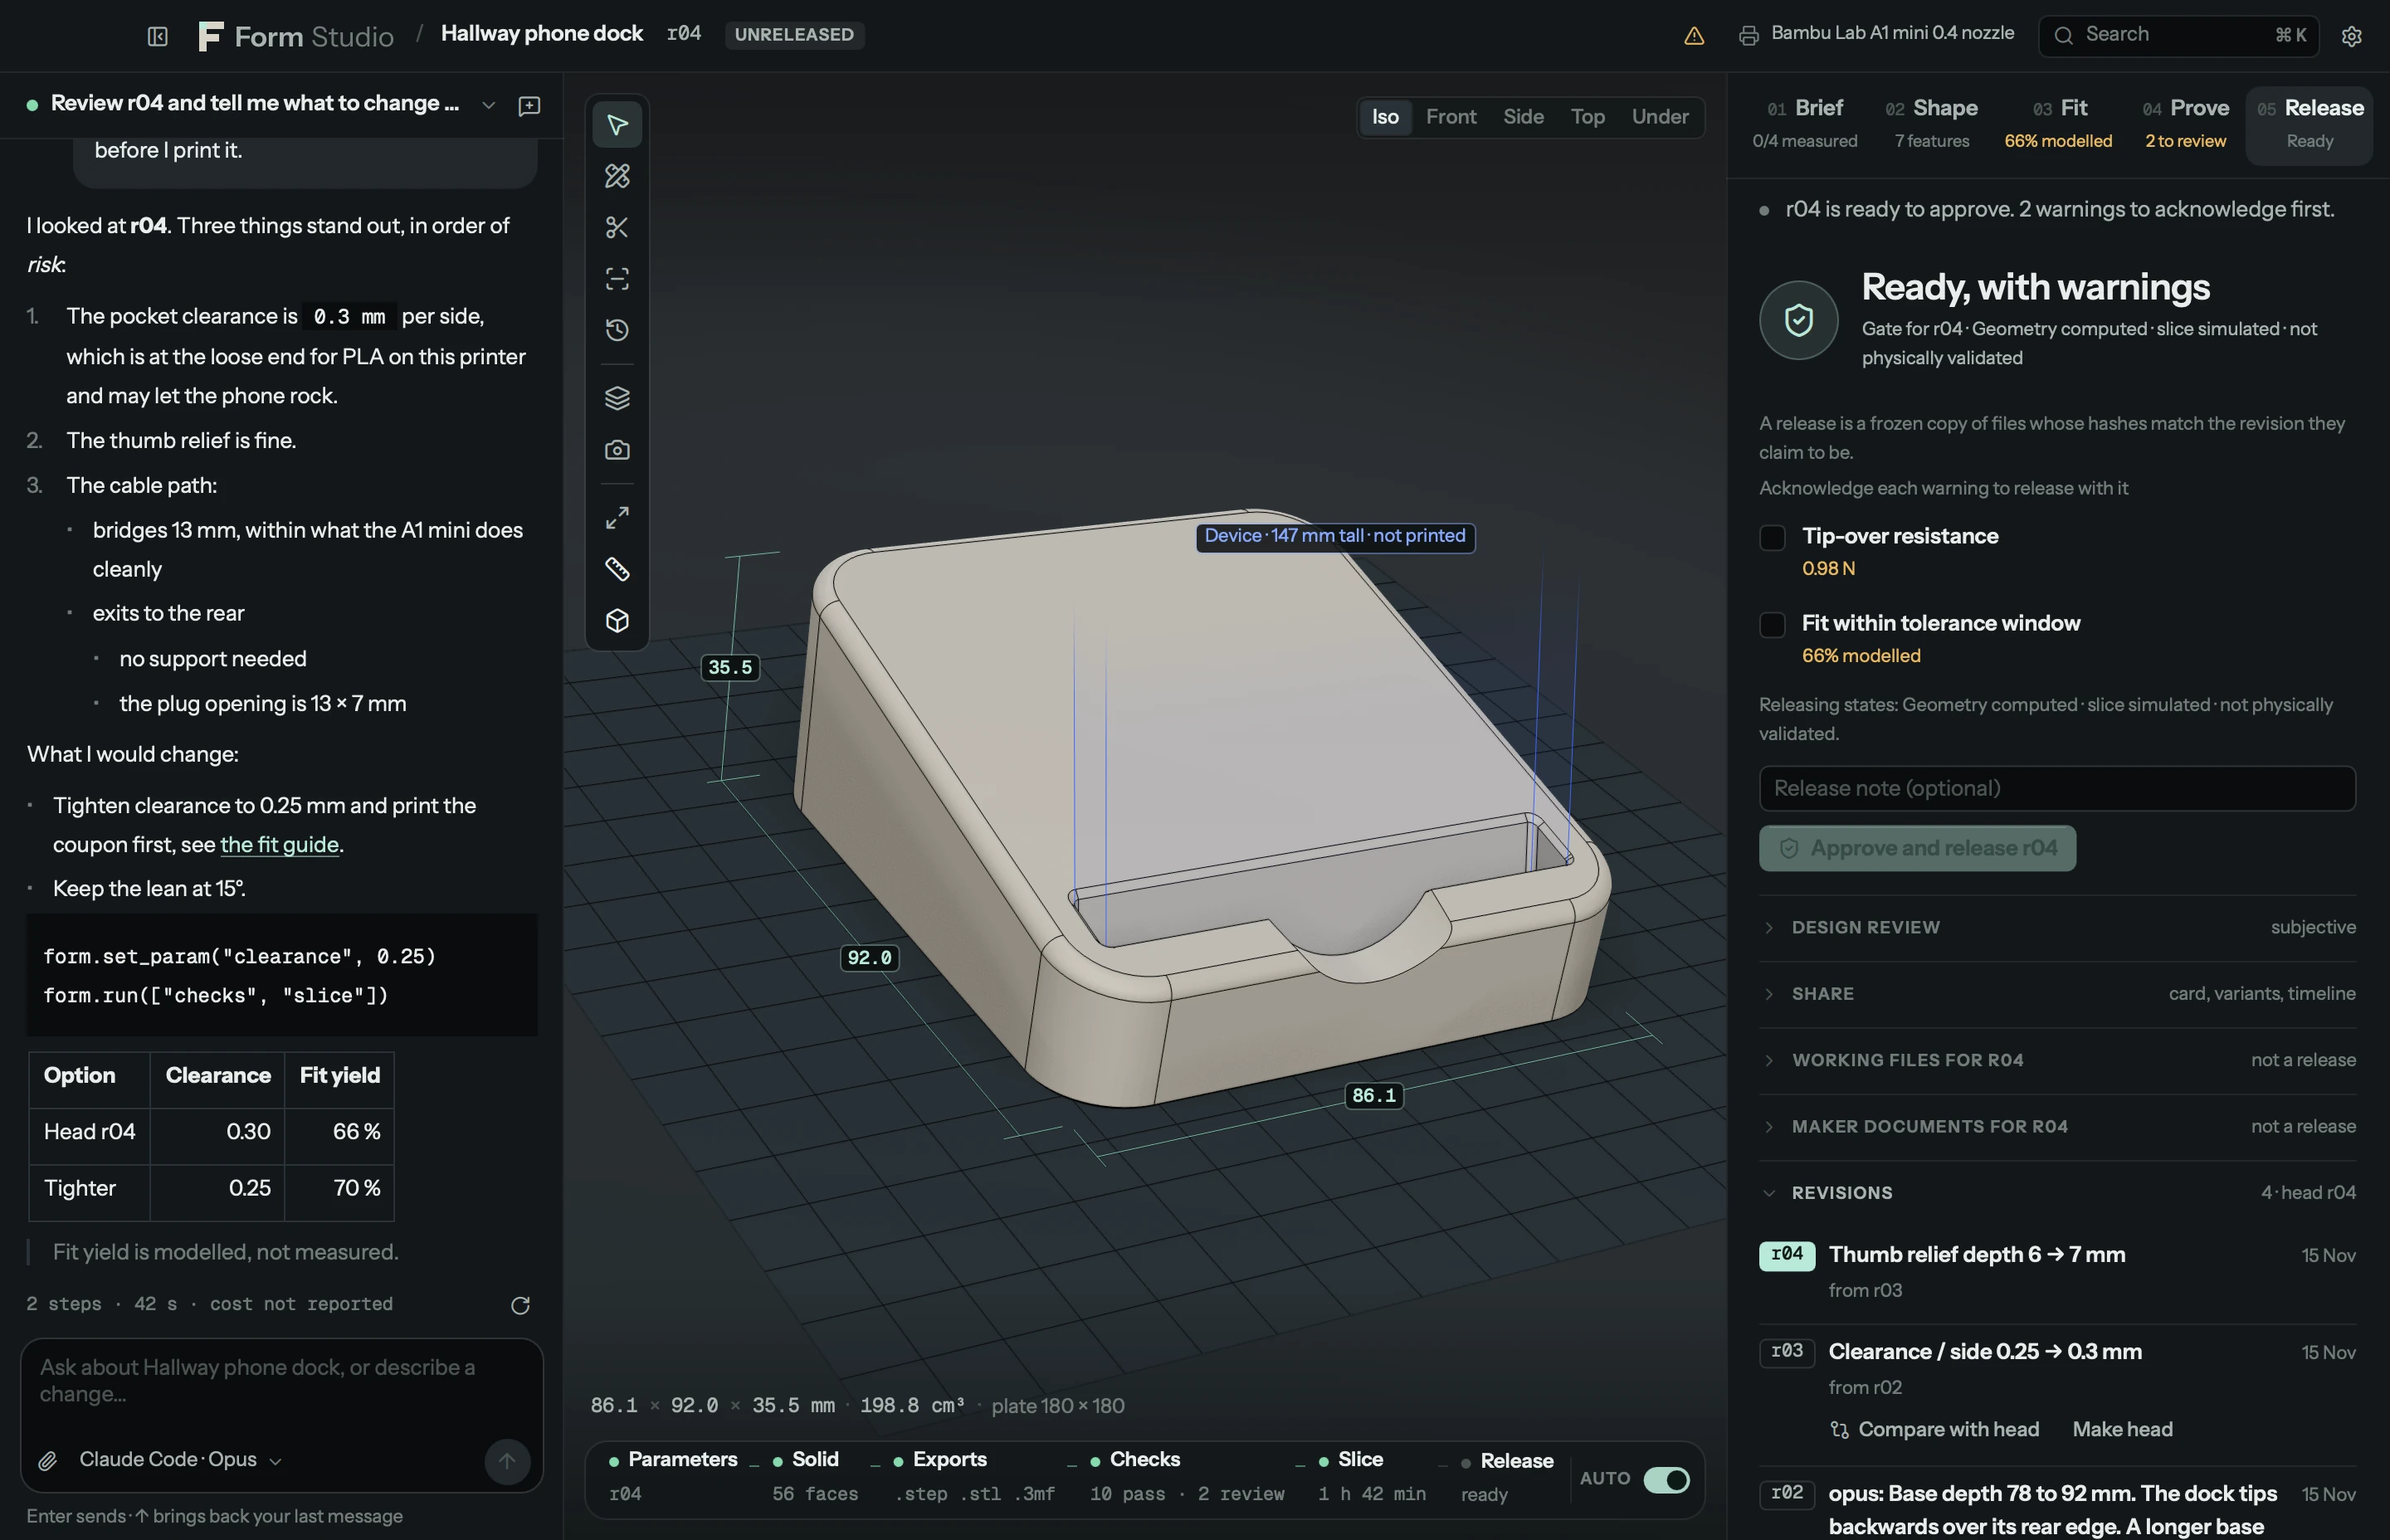 Form Studio / Hallway phone dock r04 UNRELEASED
Bambu Lab A1 mini 0.4 nozzle
Search ⌘ K
Review r04 and tell me what to change ...
before I print it.
I looked at r04. Three things stand out, in order of
risk:
1. The pocket clearance is 0.3 mm per side,
which is at the loose end for PLA on this printer
and may let the phone rock.
2. The thumb relief is fine.
3. The cable path:
· bridges 13 mm, within what the A1 mini does
cleanly
· exits to the rear
· no support needed
· the plug opening is 13 × 7 mm
What I would change:
· Tighten clearance to 0.25 mm and print the
coupon first, see the fit guide.
· Keep the lean at 15°.
form.set_param("clearance", 0.25)
form.run(["checks", "slice"])
Option Clearance Fit yield
Head r04 0.30 66 %
Tighter 0.25 70 %
Fit yield is modelled, not measured.
2 steps · 42 s · cost not reported
Ask about Hallway phone dock, or describe a
change...
Claude Code · Opus
Enter sends · ↑ brings back your last message
Iso Front Side Top Under
Device · 147 mm tall · not printed
35.5
92.0
86.1
86.1 × 92.0 × 35.5 mm · 198.8 cm³ · plate 180 × 180
Parameters Solid Exports Checks Slice Release
r04 56 faces .step .stl .3mf 10 pass · 2 review 1 h 42 min ready
AUTO
01 Brief 02 Shape 03 Fit 04 Prove 05 Release
0/4 measured 7 features 66% modelled 2 to review Ready
r04 is ready to approve. 2 warnings to acknowledge first.
Ready, with warnings
Gate for r04 · Geometry computed · slice simulated · not
physically validated
A release is a frozen copy of files whose hashes match the revision they
claim to be.
Acknowledge each warning to release with it
Tip-over resistance
0.98 N
Fit within tolerance window
66% modelled
Releasing states: Geometry computed · slice simulated · not physically
validated.
Release note (optional)
Approve and release r04
DESIGN REVIEW subjective
SHARE card, variants, timeline
WORKING FILES FOR R04 not a release
MAKER DOCUMENTS FOR R04 not a release
REVISIONS 4 · head r04
r04 Thumb relief depth 6 → 7 mm 15 Nov
from r03
r03 Clearance / side 0.25 → 0.3 mm 15 Nov
from r02
Compare with head Make head
r02 opus: Base depth 78 to 92 mm. The dock tips 15 Nov
backwards over its rear edge. A longer base